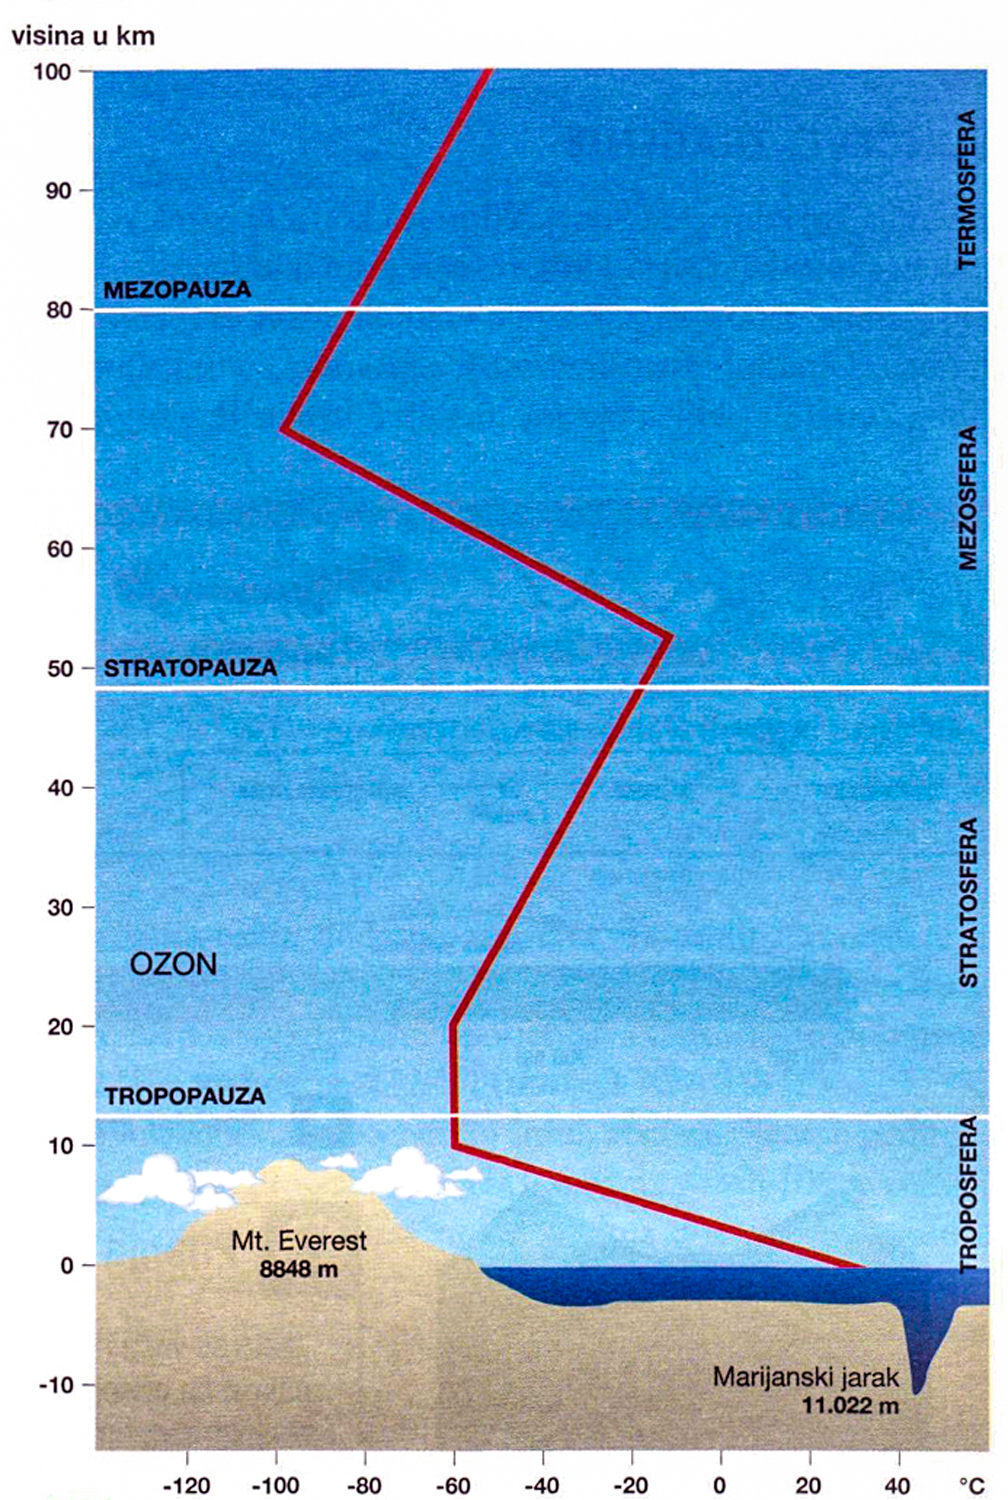 visina u km
100
90
80
70
60
50
40
30
20
10
0
-10
TERMOSFERA
MEZOPAUZA
MEZOSFERA
STRATOPAUZA
STRATOSFERA
OZON
TROPOPAUZA
TROPOSFERA
Mt. Everest
8848 m
Marijanski jarak
11.022 m
-120 -100 -80 -60 -40 -20 0 20 40 °C